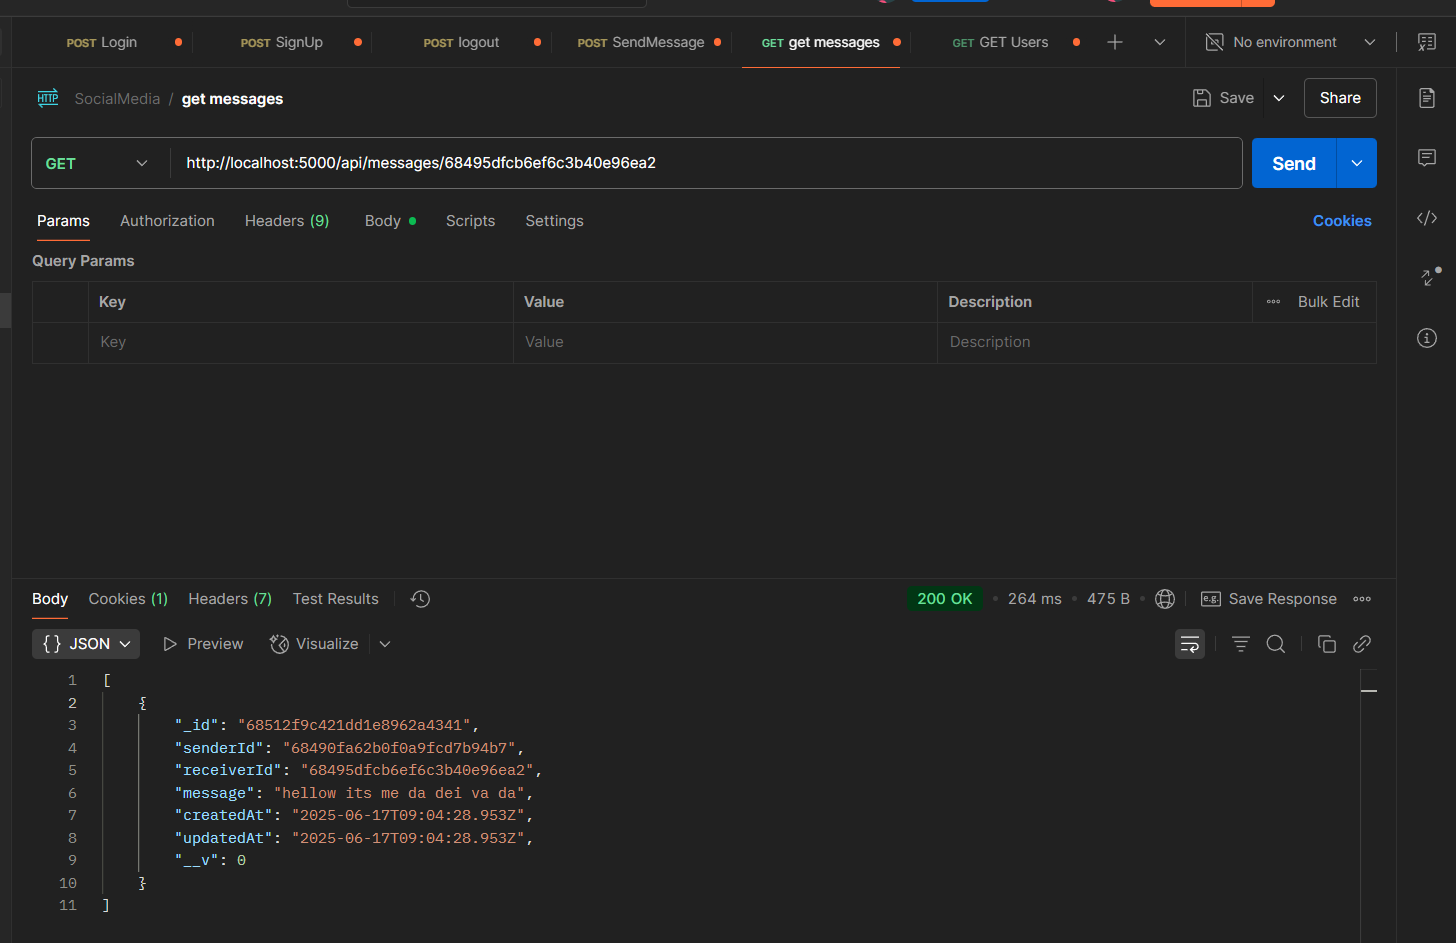 POST Login POST SignUp POST logout POST SendMessage GET get messages GET GET Users No environment
HTTP SocialMedia / get messages Save Share
GET http://localhost:5000/api/messages/68495dfcb6ef6c3b40e96ea2 Send
Params Authorization Headers (9) Body Scripts Settings Cookies
Query Params
Key Value Description Bulk Edit
Key Value Description
Body Cookies (1) Headers (7) Test Results 200 OK 264 ms 475 B e.g. Save Response
{} JSON Preview Visualize
1 [
2 {
3 "_id": "68512f9c421dd1e8962a4341",
4 "senderId": "68490fa62b0f0a9fcd7b94b7",
5 "receiverId": "68495dfcb6ef6c3b40e96ea2",
6 "message": "hellow its me da dei va da",
7 "createdAt": "2025-06-17T09:04:28.953Z",
8 "updatedAt": "2025-06-17T09:04:28.953Z",
9 "__v": 0
10 }
11 ]